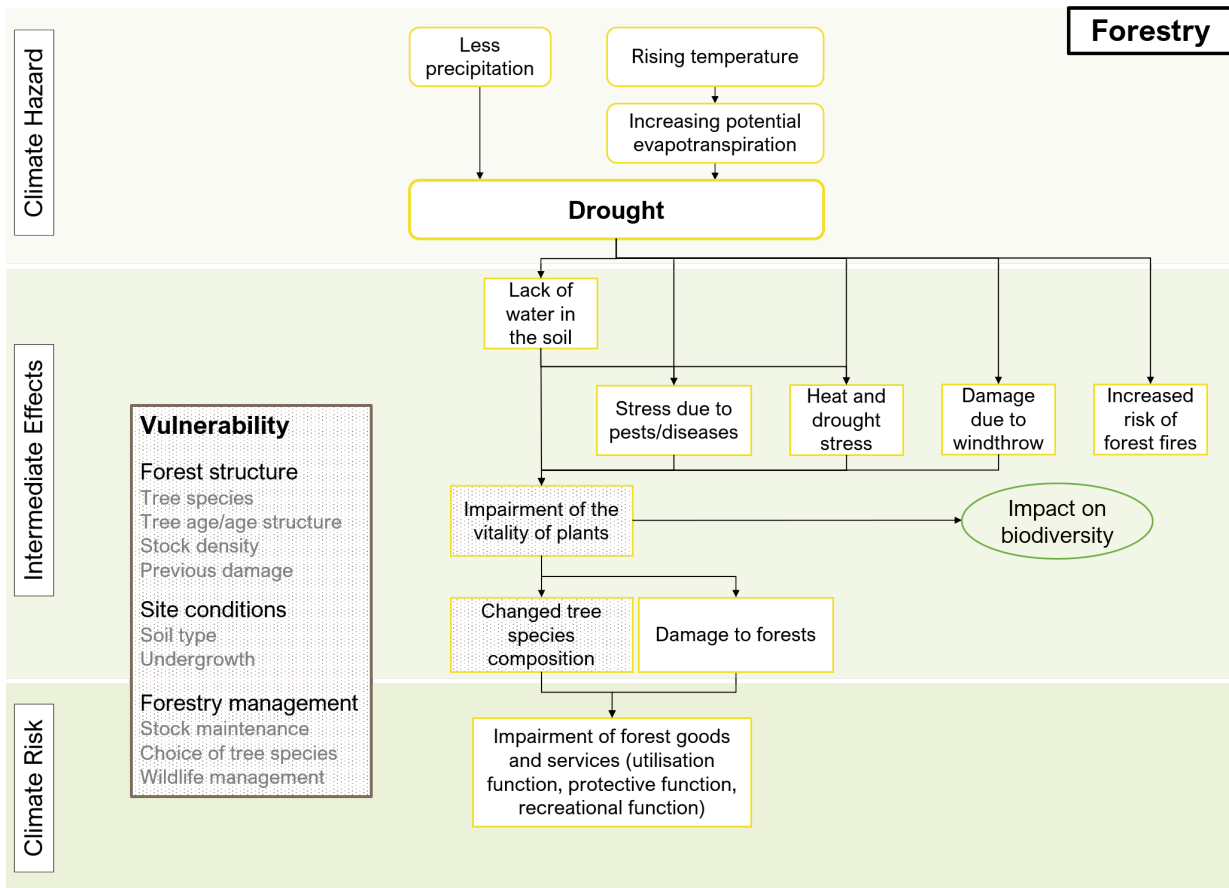 Forestry
Climate Hazard
Less
precipitation
Rising temperature
Increasing potential
evapotranspiration
Drought
Intermediate Effects
Lack of
water in
the soil
Stress due to
pests/diseases
Heat and
drought
stress
Damage
due to
windthrow
Increased
risk of
forest fires
Vulnerability
Forest structure
Tree species
Tree age/age structure
Stock density
Previous damage
Site conditions
Soil type
Undergrowth
Forestry management
Stock maintenance
Choice of tree species
Wildlife management
Impairment of the
vitality of plants
Impact on
biodiversity
Changed tree
species
composition
Damage to forests
Climate Risk
Impairment of forest goods
and services (utilisation
function, protective function,
recreational function)